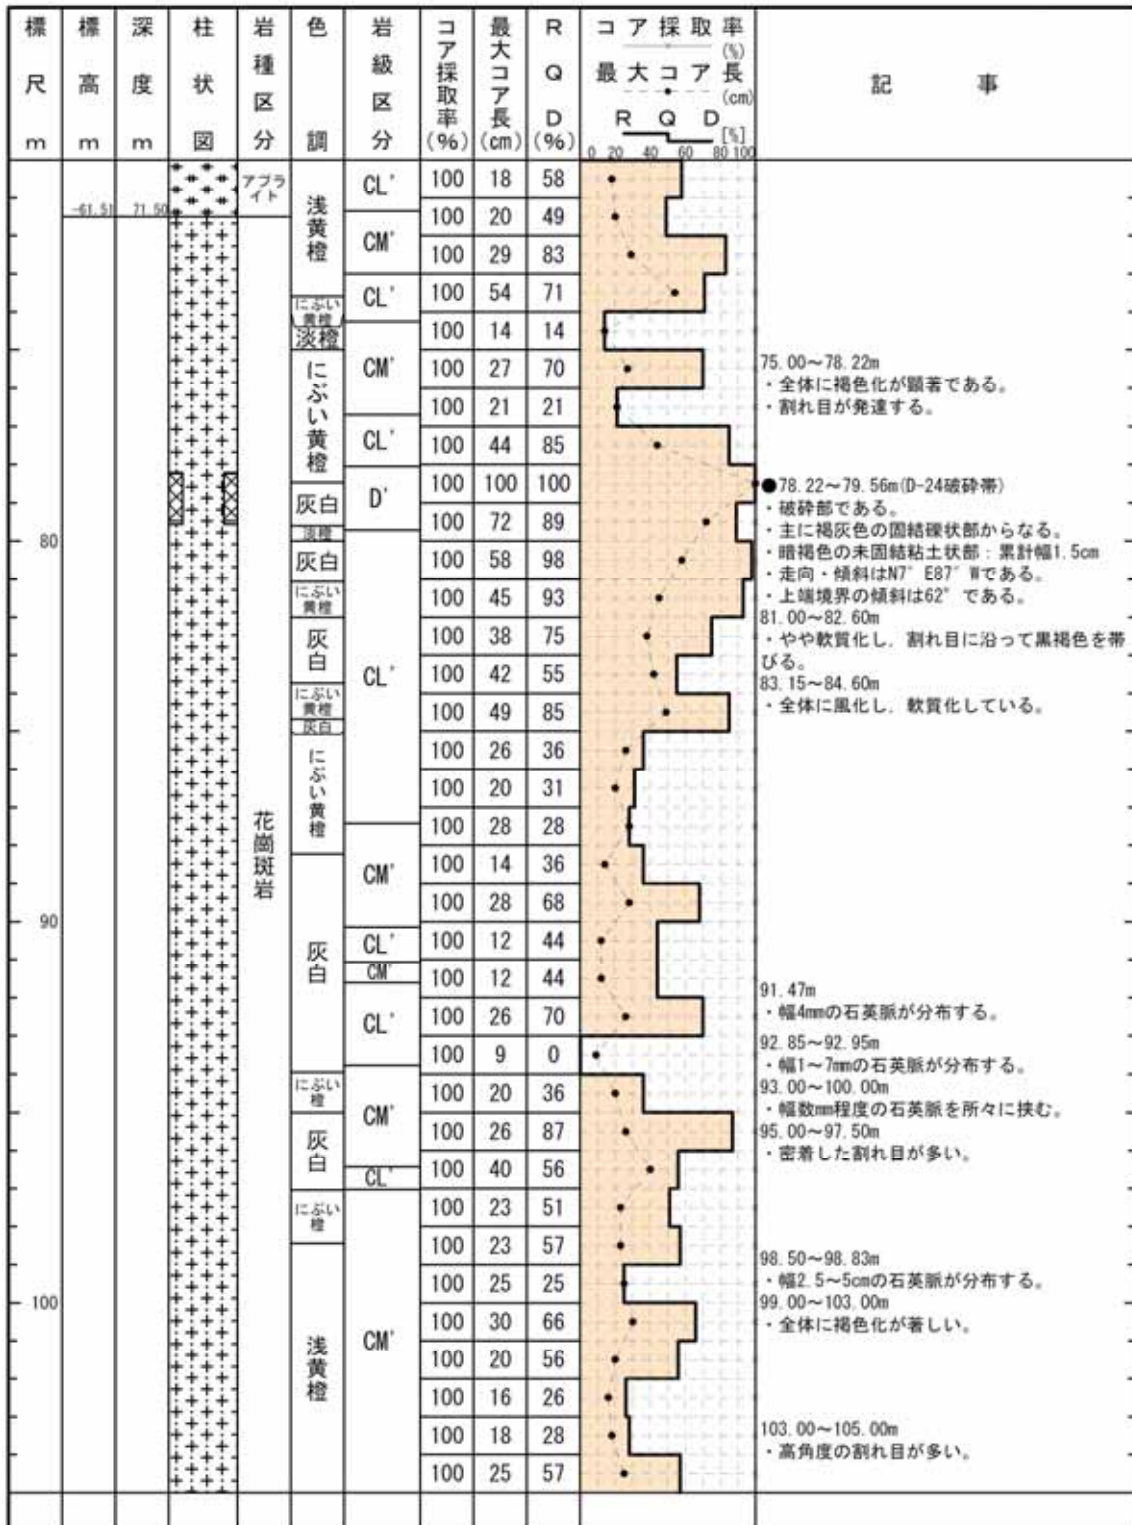 標尺m
標高m
深度m
柱状図
岩種区分
色調
岩級区分
コア採取率(%)
最大コア長(cm)
RQD(%)
コア採取率(%)
最大コア長(cm)
RQD[%]
0 20 40 60 80 100
記事
-61.51 71.50
80
90
100
アプライト
花崗斑岩
浅黄橙
にぶい黄橙
淡橙
にぶい黄橙
灰白
淡橙
灰白
にぶい黄橙
灰白
にぶい黄橙
灰白
にぶい黄橙
灰白
にぶい橙
灰白
にぶい橙
浅黄橙
CL'
CM'
CL'
CM'
CL'
D'
CL'
CM'
CL'
CM'
CL'
CM'
CL'
CM'
100 18 58
100 20 49
100 29 83
100 54 71
100 14 14
100 27 70
100 21 21
100 44 85
100 100 100
100 72 89
100 58 98
100 45 93
100 38 75
100 42 55
100 49 85
100 26 36
100 20 31
100 28 28
100 14 36
100 28 68
100 12 44
100 12 44
100 26 70
100 9 0
100 20 36
100 26 87
100 40 56
100 23 51
100 23 57
100 25 25
100 30 66
100 20 56
100 16 26
100 18 28
100 25 57
75.00～78.22m
・全体に褐色化が顕著である。
・割れ目が発達する。
●78.22～79.56m(D-24破砕帯)
・破砕部である。
・主に褐灰色の固結礫状部からなる。
・暗褐色の未固結粘土状部：累計幅1.5cm
・走向・傾斜はN7°E87°Wである。
・上端境界の傾斜は62°である。
81.00～82.60m
・やや軟質化し，割れ目に沿って黒褐色を帯
びる。
83.15～84.60m
・全体に風化し，軟質化している。
91.47m
・幅4mmの石英脈が分布する。
92.85～92.95m
・幅1～7mmの石英脈が分布する。
93.00～100.00m
・幅数mm程度の石英脈を所々に挟む。
95.00～97.50m
・密着した割れ目が多い。
98.50～98.83m
・幅2.5～5cmの石英脈が分布する。
99.00～103.00m
・全体に褐色化が著しい。
103.00～105.00m
・高角度の割れ目が多い。